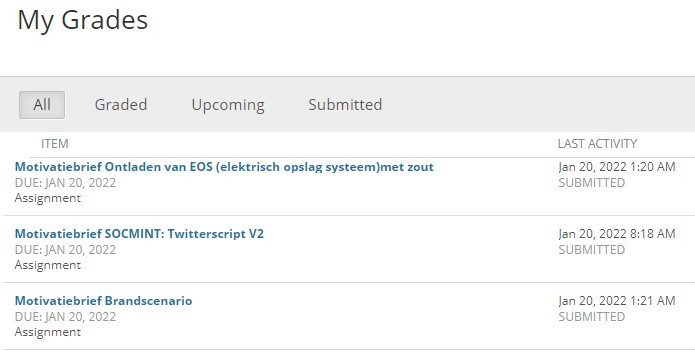 My Grades
All Graded Upcoming Submitted
ITEM LAST ACTIVITY
Motivatiebrief Ontladen van EOS (elektrisch opslag systeem)met zout Jan 20, 2022 1:20 AM
DUE: JAN 20, 2022 SUBMITTED
Assignment
Motivatiebrief SOCMINT: Twitterscript V2 Jan 20, 2022 8:18 AM
DUE: JAN 20, 2022 SUBMITTED
Assignment
Motivatiebrief Brandscenario Jan 20, 2022 1:21 AM
DUE: JAN 20, 2022 SUBMITTED
Assignment